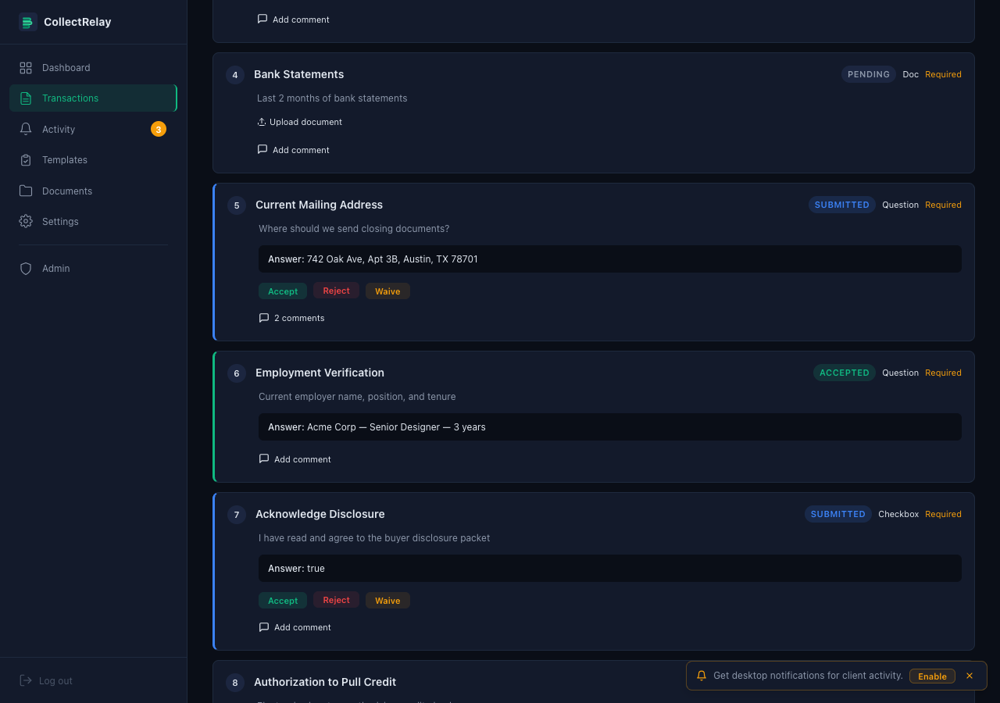 CollectRelay
Dashboard
Transactions
Activity
3
Templates
Documents
Settings
Admin
Log out
Add comment
4
Bank Statements
PENDING
Doc
Required
Last 2 months of bank statements
Upload document
Add comment
5
Current Mailing Address
SUBMITTED
Question
Required
Where should we send closing documents?
Answer: 742 Oak Ave, Apt 3B, Austin, TX 78701
Accept
Reject
Waive
2 comments
6
Employment Verification
ACCEPTED
Question
Required
Current employer name, position, and tenure
Answer: Acme Corp — Senior Designer — 3 years
Add comment
7
Acknowledge Disclosure
SUBMITTED
Checkbox
Required
I have read and agree to the buyer disclosure packet
Answer: true
Accept
Reject
Waive
Add comment
8
Authorization to Pull Credit
Get desktop notifications for client activity.
Enable